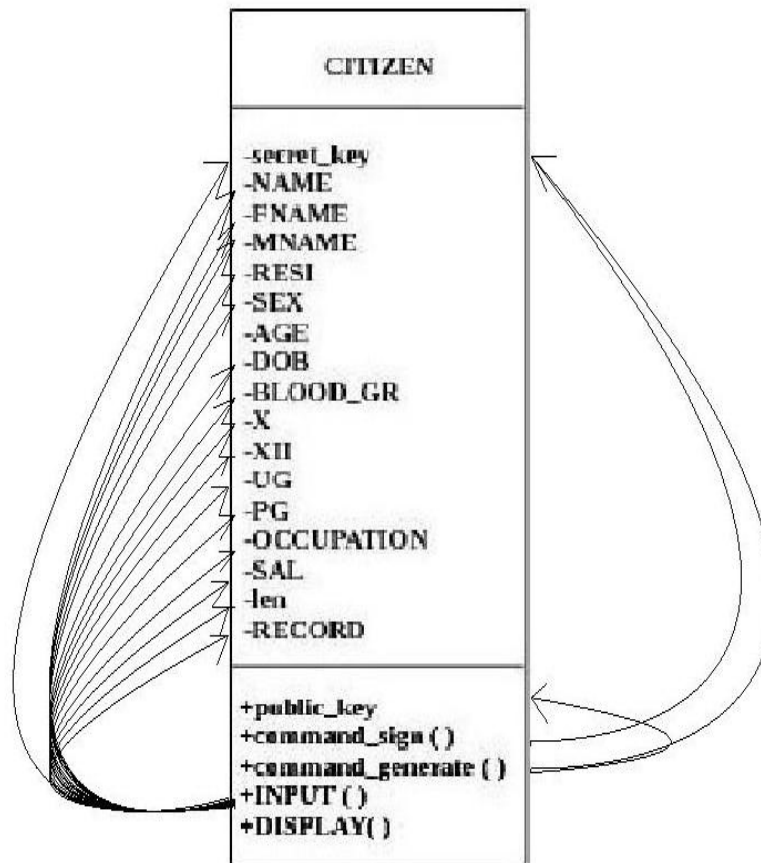 CITIZEN
-secret_key
-NAME
-FNAME
-MNAME
-RESI
-SEX
-AGE
-DOB
-BLOOD_GR
-X
-XII
-UG
-PG
-OCCUPATION
-SAL
-len
-RECORD
+public_key
+command_sign ( )
+command_generate ( )
+INPUT ( )
+DISPLAY( )